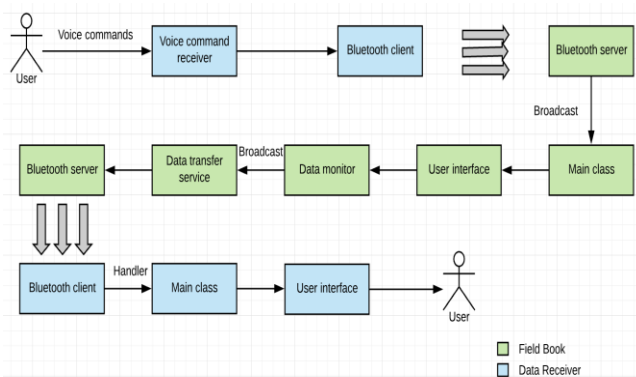 Voice commands
Voice command
receiver
Bluetooth client
Bluetooth server
User
Broadcast
Bluetooth server
Data transfer
service
Broadcast
Data monitor
User interface
Main class
Bluetooth client
Handler
Main class
User interface
User
Field Book
Data Receiver